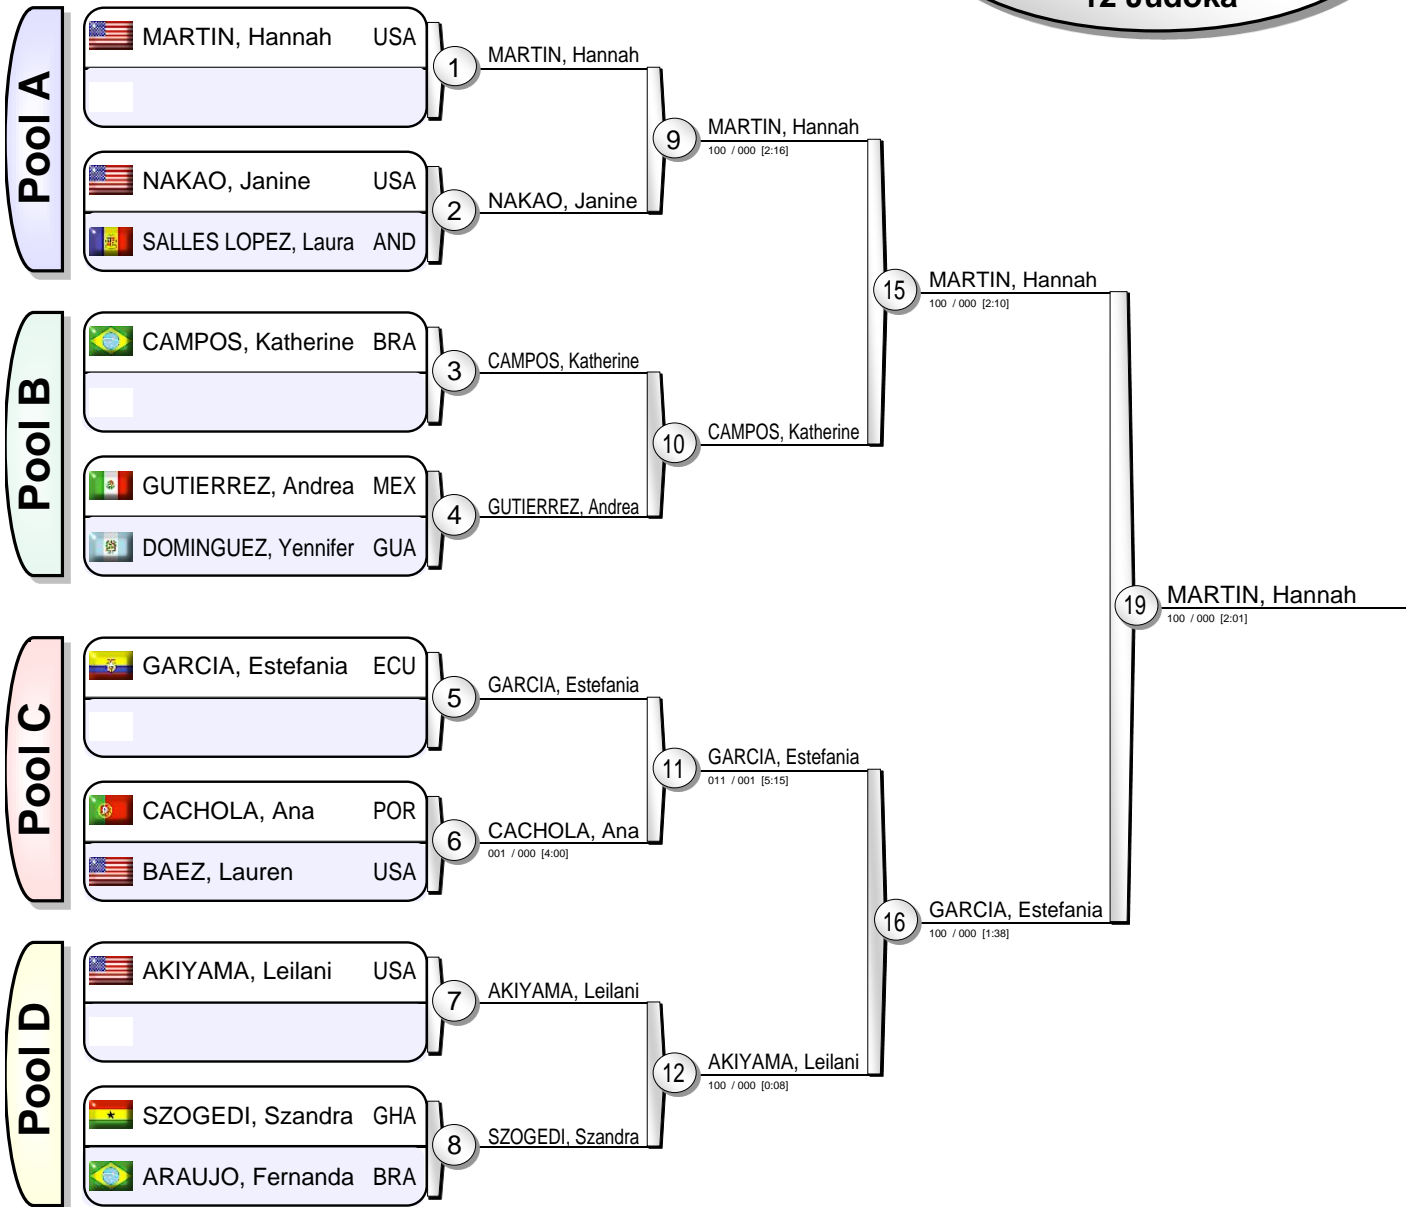 12 Judoka
Pool A
MARTIN, Hannah USA
NAKAO, Janine USA
SALLES LOPEZ, Laura AND
1
MARTIN, Hannah
2
NAKAO, Janine
9
MARTIN, Hannah
100 / 000 [2:16]
Pool B
CAMPOS, Katherine BRA
GUTIERREZ, Andrea MEX
DOMINGUEZ, Yennifer GUA
3
CAMPOS, Katherine
4
GUTIERREZ, Andrea
10
CAMPOS, Katherine
15
MARTIN, Hannah
100 / 000 [2:10]
Pool C
GARCIA, Estefania ECU
CACHOLA, Ana POR
BAEZ, Lauren USA
5
GARCIA, Estefania
6
CACHOLA, Ana
001 / 000 [4:00]
11
GARCIA, Estefania
011 / 001 [5:15]
Pool D
AKIYAMA, Leilani USA
SZOGEDI, Szandra GHA
ARAUJO, Fernanda BRA
7
AKIYAMA, Leilani
8
SZOGEDI, Szandra
12
AKIYAMA, Leilani
100 / 000 [0:08]
16
GARCIA, Estefania
100 / 000 [1:38]
19
MARTIN, Hannah
100 / 000 [2:01]